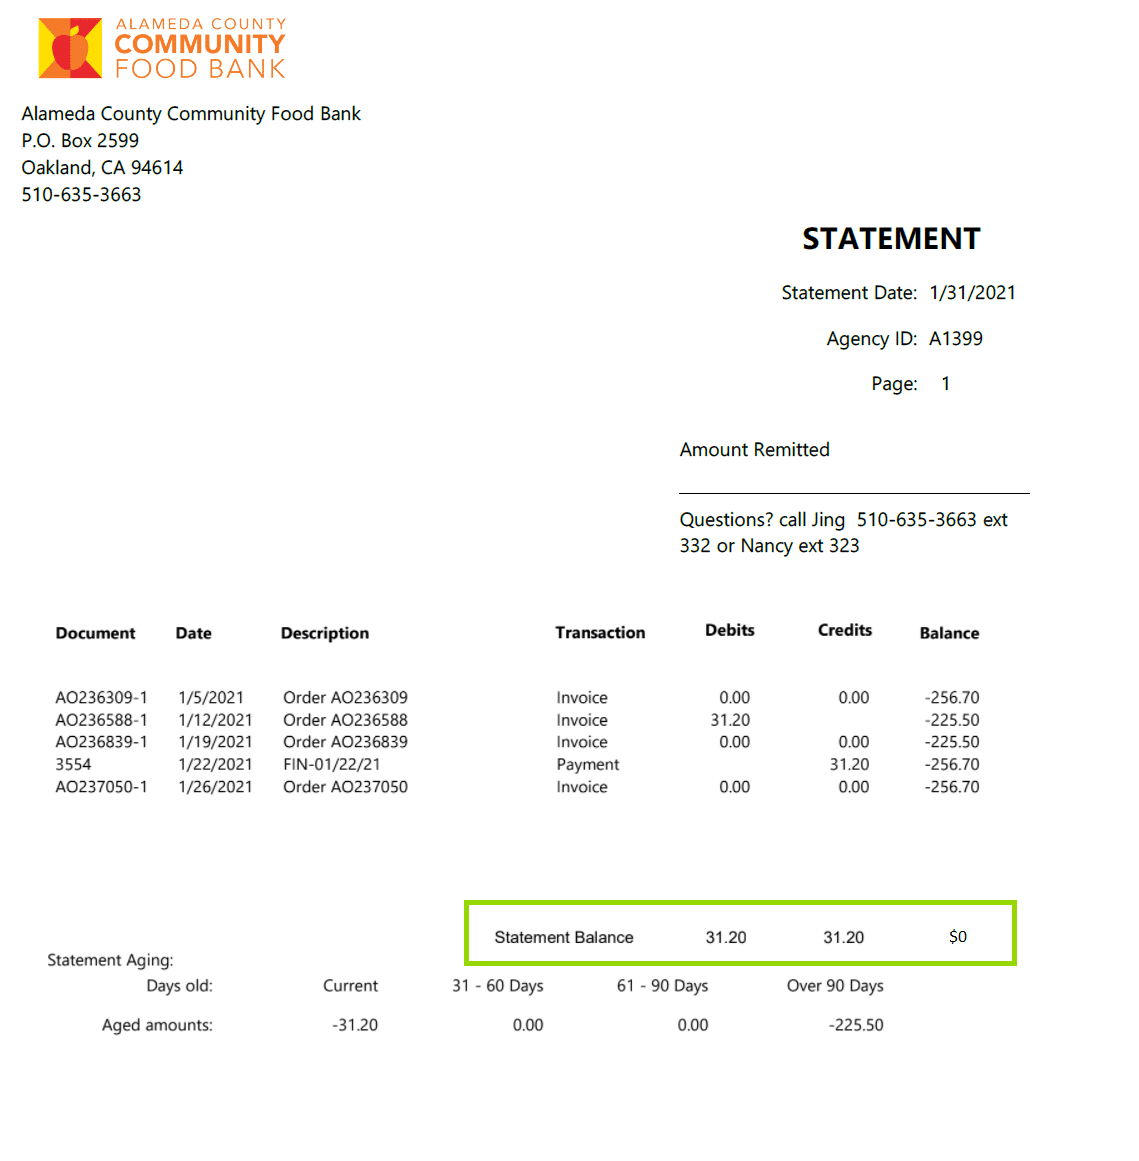 ALAMEDA COUNTY
COMMUNITY
FOOD BANK
Alameda County Community Food Bank
P.O. Box 2599
Oakland, CA 94614
510-635-3663
STATEMENT
Statement Date: 1/31/2021
Agency ID: A1399
Page: 1
Amount Remitted
Questions? call Jing 510-635-3663 ext
332 or Nancy ext 323
Document Date Description Transaction Debits Credits Balance
AO236309-1 1/5/2021 Order AO236309 Invoice 0.00 0.00 -256.70
AO236588-1 1/12/2021 Order AO236588 Invoice 31.20 -225.50
AO236839-1 1/19/2021 Order AO236839 Invoice 0.00 0.00 -225.50
3554 1/22/2021 FIN-01/22/21 Payment 31.20 -256.70
AO237050-1 1/26/2021 Order AO237050 Invoice 0.00 0.00 -256.70
Statement Balance 31.20 31.20 $0
Statement Aging:
Days old: Current 31 - 60 Days 61 - 90 Days Over 90 Days
Aged amounts: -31.20 0.00 0.00 -225.50